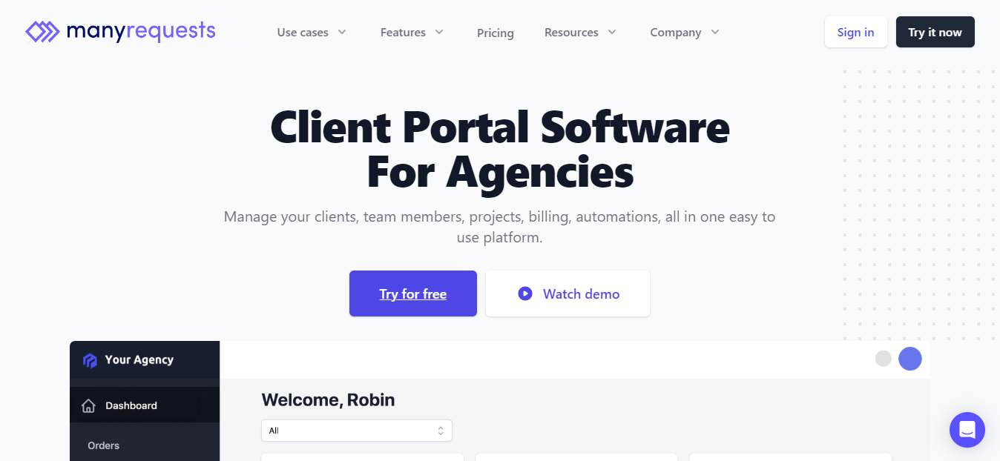 manyrequests
Use cases
Features
Pricing
Resources
Company
Sign in
Try it now
Client Portal Software
For Agencies
Manage your clients, team members, projects, billing, automations, all in one easy to
use platform.
Try for free
Watch demo
Your Agency
Dashboard
Orders
Welcome, Robin
All